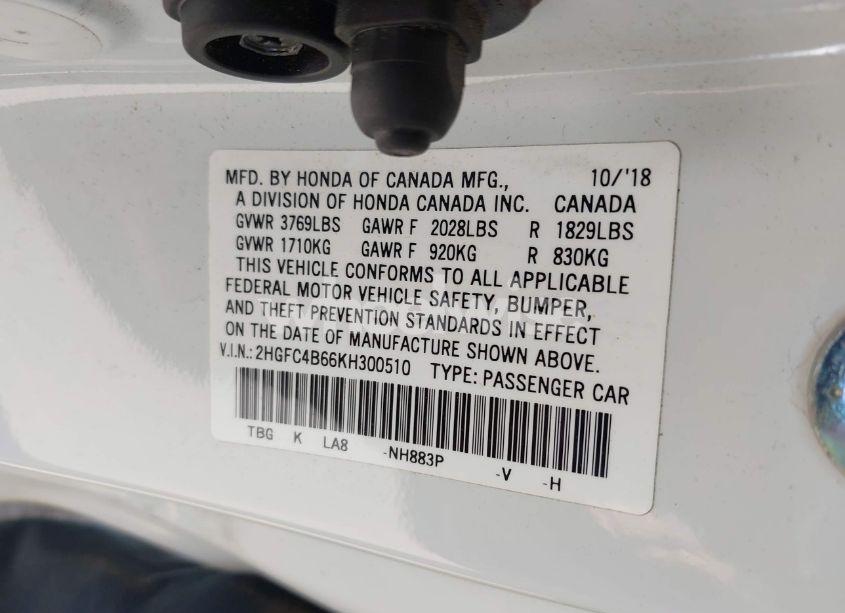 MFD. BY HONDA OF CANADA MFG., 10/'18
A DIVISION OF HONDA CANADA INC. CANADA
GVWR 3769LBS GAWR F 2028LBS R 1829LBS
GVWR 1710KG GAWR F 920KG R 830KG
THIS VEHICLE CONFORMS TO ALL APPLICABLE
FEDERAL MOTOR VEHICLE SAFETY, BUMPER,
AND THEFT PREVENTION STANDARDS IN EFFECT
ON THE DATE OF MANUFACTURE SHOWN ABOVE.
V.I.N.: 2HGFC4B66KH300510 TYPE: PASSENGER CAR
TBG K LA8 -NH883P -V -H